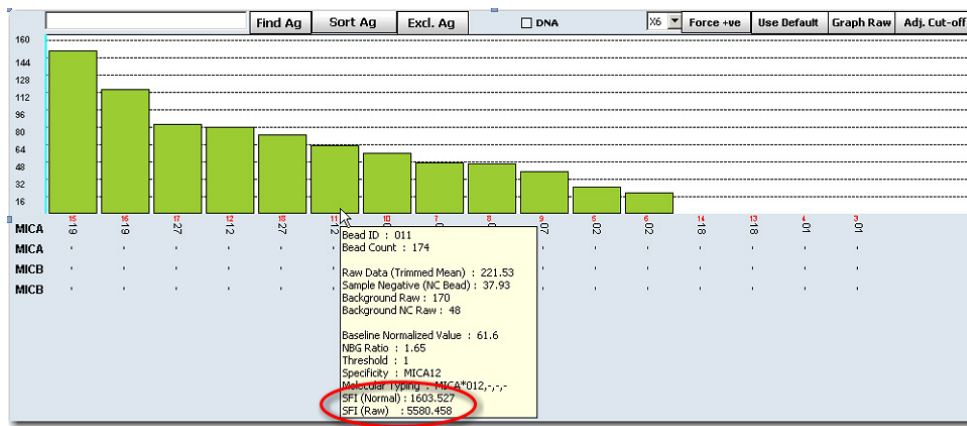 Find Ag Sort Ag Excl. Ag DNA X6 Force +ve Use Default Graph Raw Adj. Cut-off
160
144
128
112
96
80
64
48
32
16
15 16 17 12 18 11 10 7 8 9 5 6 14 13 4 3
MICA :19 :19 :27 :12 :12 :07 :02 :02 :02 :01 :01 :01
MICA
MICB
MICB
Bead ID : 011
Bead Count : 174
Raw Data (Trimmed Mean) : 221.53
Sample Negative (NC Bead) : 37.93
Background Raw : 170
Background NC Raw : 48
Baseline Normalized Value : 61.6
NBG Ratio : 1.65
Threshold : 1
Specificity : MICA12
Molecular Typing : MICA*012,-,-,-
SFI (Normal) : 1603.527
SFI (Raw) : 5580.458